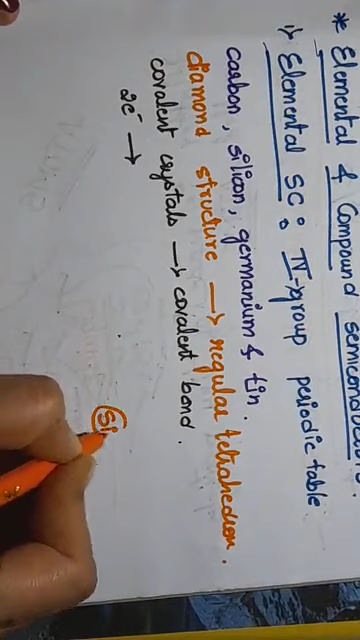 * Elemental & Compound semiconductors.
1> Elemental SC : IV-group periodic table
carbon, silicon, germanium & tin.
diamond structure → regular tetrahedron.
covalent crystals → covalent bond.
2e⁻ →
Si